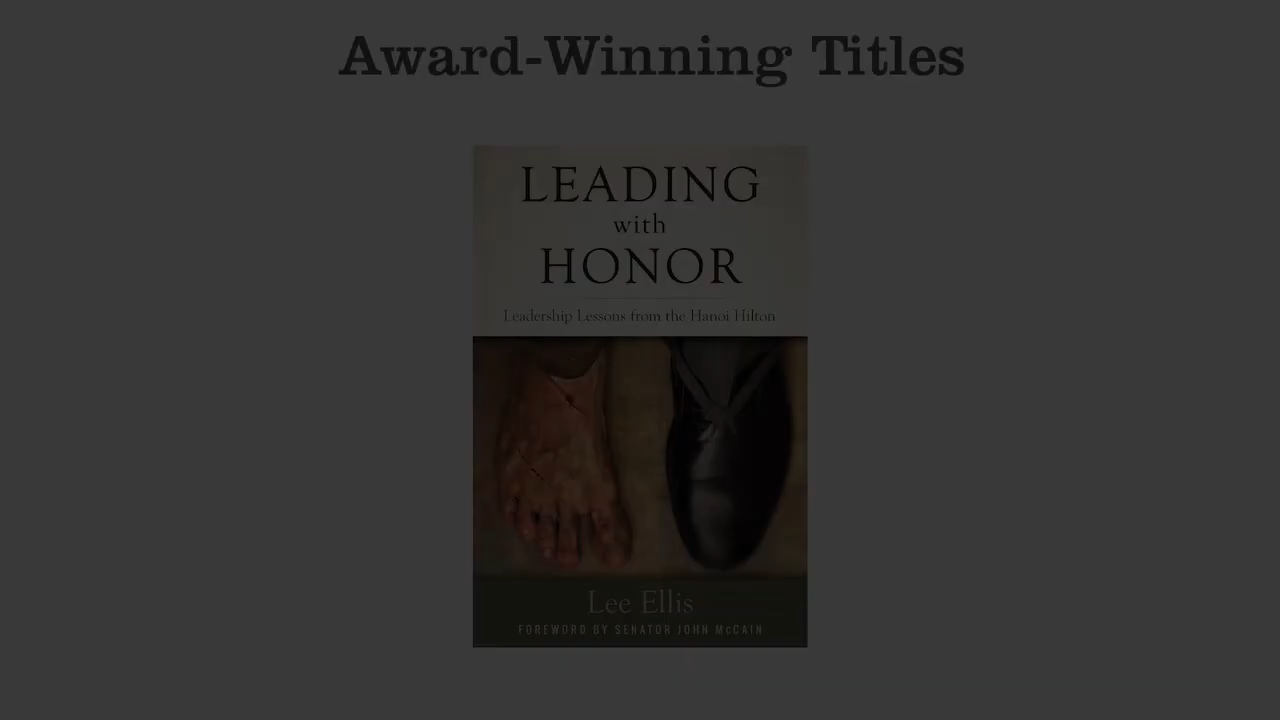 Award-Winning Titles
LEADING
with
HONOR
Leadership Lessons from the Hanoi Hilton
Lee Ellis
FOREWORD BY SENATOR JOHN McCAIN